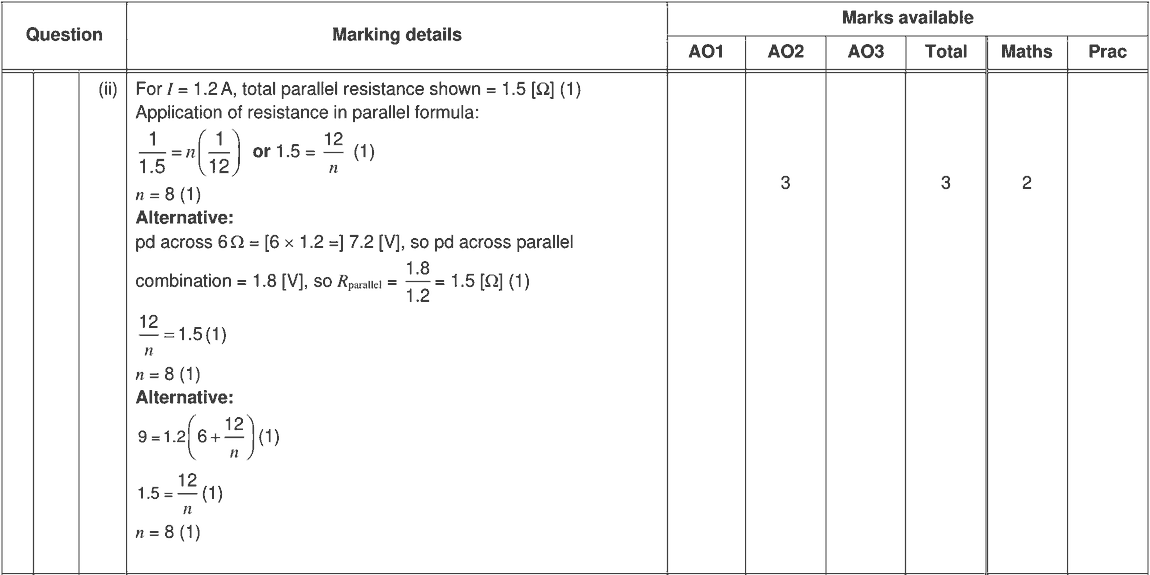 Question Marking details Marks available
AO1 AO2 AO3 Total Maths Prac
(ii) For I = 1.2 A, total parallel resistance shown = 1.5 [Ω] (1)
Application of resistance in parallel formula:
1/1.5 = n(1/12) or 1.5 = 12/n (1)
3 3 2
n = 8 (1)
Alternative:
pd across 6 Ω = [6 × 1.2 =] 7.2 [V], so pd across parallel
combination = 1.8 [V], so Rparallel = 1.8/1.2 = 1.5 [Ω] (1)
12/n = 1.5 (1)
n = 8 (1)
Alternative:
9 = 1.2(6 + 12/n) (1)
1.5 = 12/n (1)
n = 8 (1)